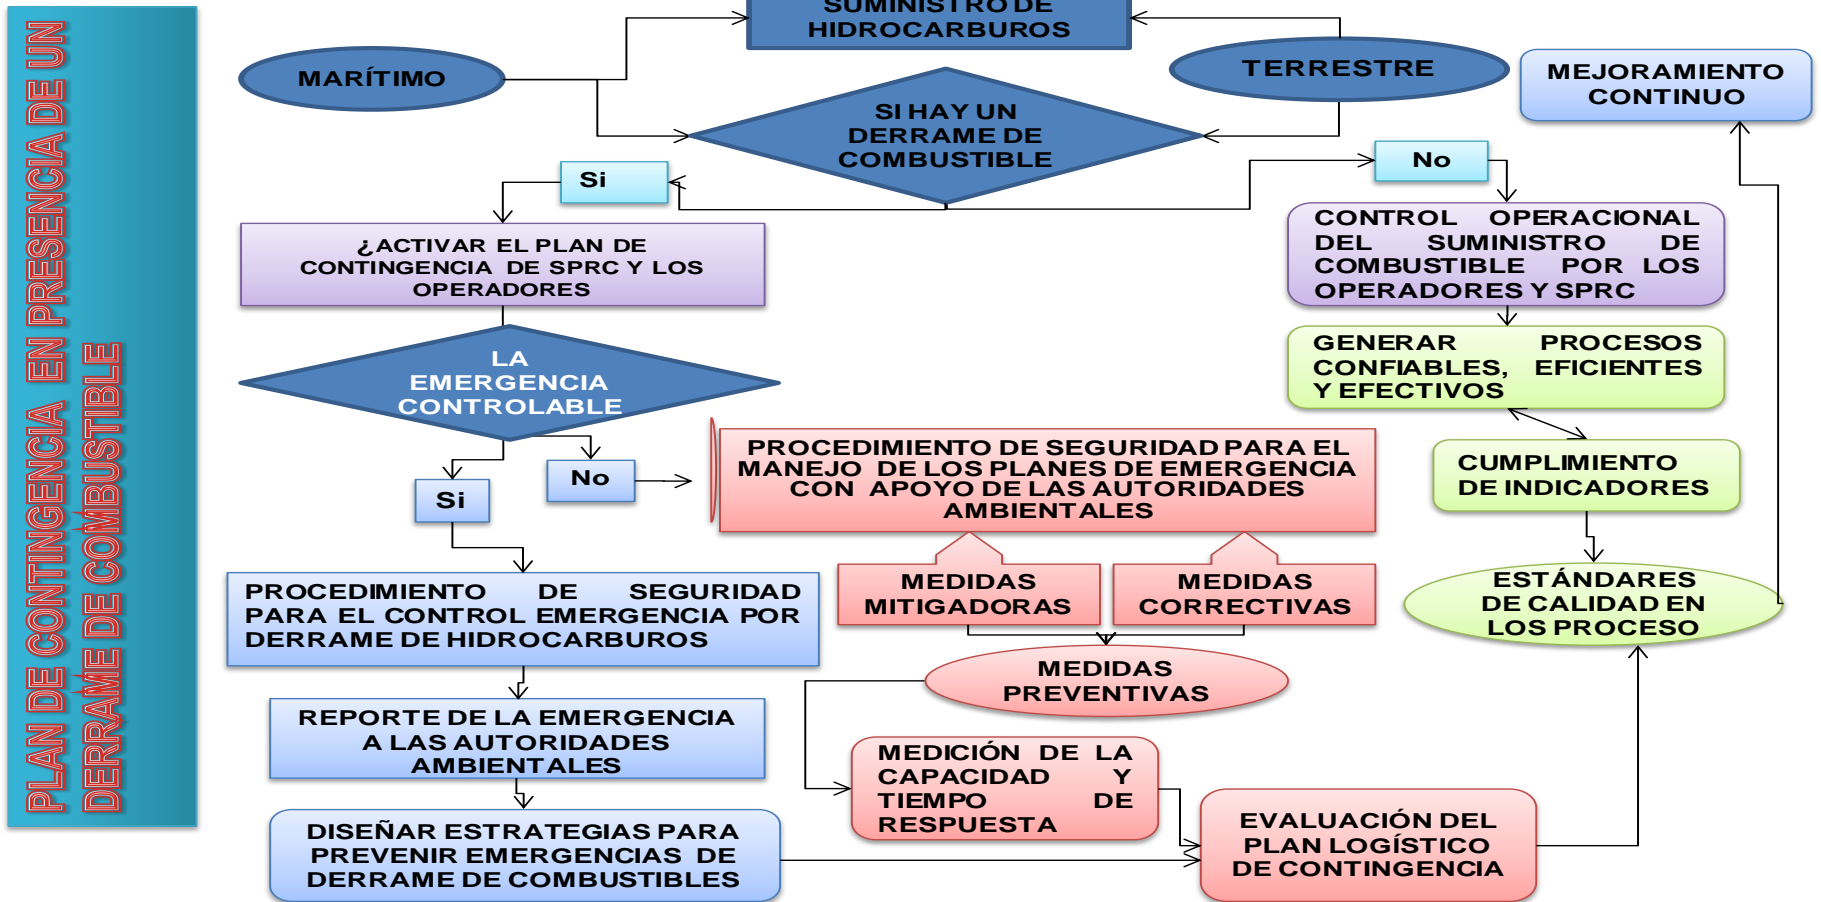 PLAN DE CONTINGENCIA EN PRESENCIA DE UN
DERRAME DE COMBUSTIBLE
SUMINISTRO DE
HIDROCARBUROS
MARÍTIMO
TERRESTRE
MEJORAMIENTO
CONTINUO
SI HAY UN
DERRAME DE
COMBUSTIBLE
Si
No
¿ACTIVAR EL PLAN DE
CONTINGENCIA DE SPRC Y LOS
OPERADORES
CONTROL OPERACIONAL
DEL SUMINISTRO DE
COMBUSTIBLE POR LOS
OPERADORES Y SPRC
GENERAR PROCESOS
CONFIABLES, EFICIENTES
Y EFECTIVOS
LA
EMERGENCIA
CONTROLABLE
Si
No
PROCEDIMIENTO DE SEGURIDAD PARA EL
MANEJO DE LOS PLANES DE EMERGENCIA
CON APOYO DE LAS AUTORIDADES
AMBIENTALES
CUMPLIMIENTO
DE INDICADORES
PROCEDIMIENTO DE SEGURIDAD
PARA EL CONTROL EMERGENCIA POR
DERRAME DE HIDROCARBUROS
MEDIDAS
MITIGADORAS
MEDIDAS
CORRECTIVAS
ESTÁNDARES
DE CALIDAD EN
LOS PROCESO
MEDIDAS
PREVENTIVAS
REPORTE DE LA EMERGENCIA
A LAS AUTORIDADES
AMBIENTALES
MEDICIÓN DE LA
CAPACIDAD Y
TIEMPO DE
RESPUESTA
DISEÑAR ESTRATEGIAS PARA
PREVENIR EMERGENCIAS DE
DERRAME DE COMBUSTIBLES
EVALUACIÓN DEL
PLAN LOGÍSTICO
DE CONTINGENCIA